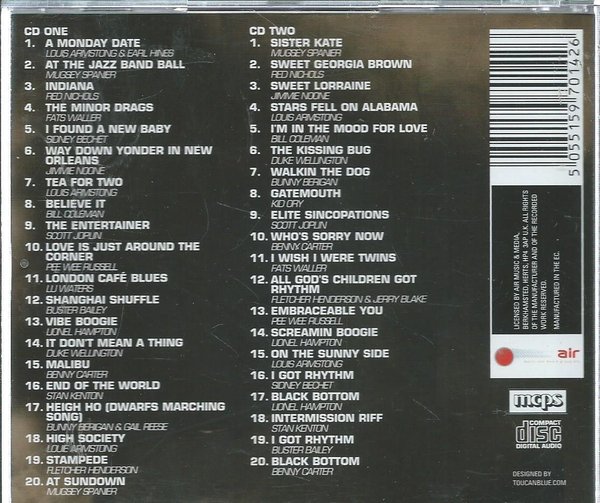 CD ONE
1. A MONDAY DATE
LOUIS ARMSTONG & EARL HINES
2. AT THE JAZZ BAND BALL
MUGSEY SPANIER
3. INDIANA
RED NICHOLS
4. THE MINOR DRAGS
FATS WALLER
5. I FOUND A NEW BABY
SIDNEY BECHET
6. WAY DOWN YONDER IN NEW
ORLEANS
JIMMIE NOONE
7. TEA FOR TWO
LOUIS ARMSTONG
8. BELIEVE IT
BILL COLEMAN
9. THE ENTERTAINER
SCOTT JOPLIN
10. LOVE IS JUST AROUND THE
CORNER
PEE WEE RUSSELL
11. LONDON CAFÉ BLUES
LU WATERS
12. SHANGHAI SHUFFLE
BUSTER BAILEY
13. VIBE BOOGIE
LIONEL HAMPTON
14. IT DON'T MEAN A THING
DUKE WELLINGTON
15. MALIBU
BENNY CARTER
16. END OF THE WORLD
STAN KENTON
17. HEIGH HO (DWARFS MARCHING
SONG)
BUNNY BERIGAN & GAIL REESE
18. HIGH SOCIETY
LOUIE ARMSTRONG
19. STAMPEDE
FLETCHER HENDERSON
20. AT SUNDOWN
MUGSEY SPANIER
CD TWO
1. SISTER KATE
MUGSEY SPANIER
2. SWEET GEORGIA BROWN
RED NICHOLS
3. SWEET LORRAINE
JIMMIE NOONE
4. STARS FELL ON ALABAMA
LOUIS ARMSTONG
5. I'M IN THE MOOD FOR LOVE
BILL COLEMAN
6. THE KISSING BUG
DUKE WELLINGTON
7. WALKIN THE DOG
BUNNY BERIGAN
8. GATEMOUTH
KID ORY
9. ELITE SINCOPATIONS
SCOTT JOPLIN
10. WHO'S SORRY NOW
BENNY CARTER
11. I WISH I WERE TWINS
FATS WALLER
12. ALL GOD'S CHILDREN GOT
RHYTHM
FLETCHER HENDERSON & JERRY BLAKE
13. EMBRACEABLE YOU
PEE WEE RUSSELL
14. SCREAMIN BOOGIE
LIONEL HAMPTON
15. ON THE SUNNY SIDE
LOUIS ARMSTONG
16. I GOT RHYTHM
SIDNEY BECHET
17. BLACK BOTTOM
LIONEL HAMPTON
18. INTERMISSION RIFF
STAN KENTON
19. I GOT RHYTHM
BUSTER BAILEY
20. BLACK BOTTOM
BENNY CARTER
5 055159 701426
LICENSED BY AIR MUSIC & MEDIA,
BERKHAMSTED, HERTS, HP4 3AP U.K. ALL RIGHTS
OF THE MANUFACTURER AND OF THE RECORDED
WORK RESERVED.
MANUFACTURED IN THE EC.
air
mcps
COMPACT
disc
DIGITAL AUDIO
DESIGNED BY
TOUCANBLUE.COM